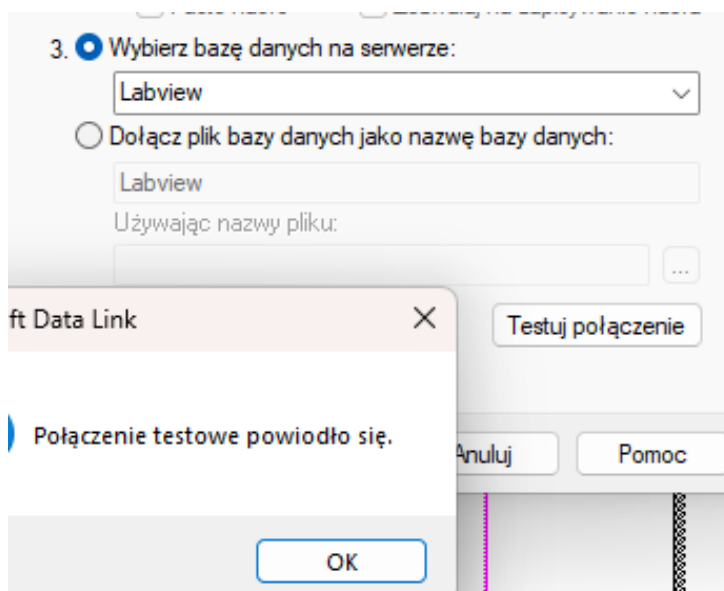 3. Wybierz bazę danych na serwerze:
Labview
Dołącz plik bazy danych jako nazwę bazy danych:
Labview
Używając nazwy pliku:
...
ft Data Link
Testuj połączenie
Połączenie testowe powiodło się.
Anuluj
Pomoc
OK